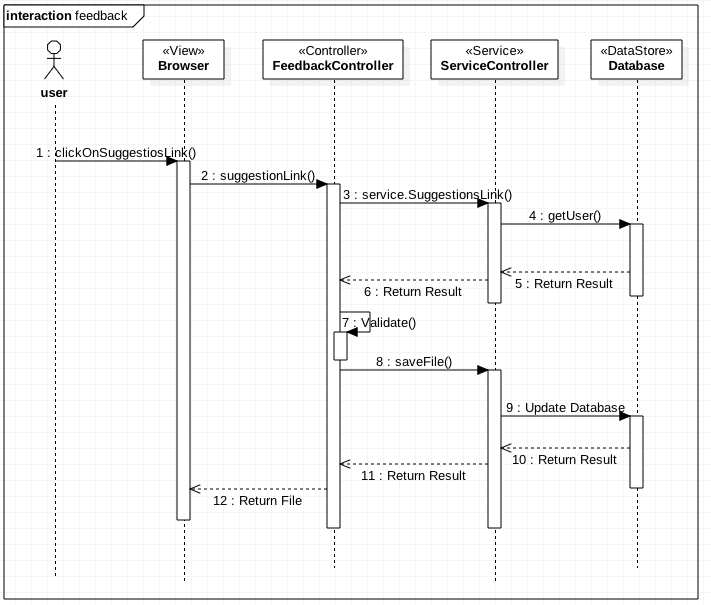 interaction feedback
«View»
Browser
«Controller»
FeedbackController
«Service»
ServiceController
«DataStore»
Database
user
1 : clickOnSuggestiosLink()
2 : suggestionLink()
3 : service.SuggestionsLink()
4 : getUser()
5 : Return Result
6 : Return Result
7 : Validate()
8 : saveFile()
9 : Update Database
10 : Return Result
11 : Return Result
12 : Return File